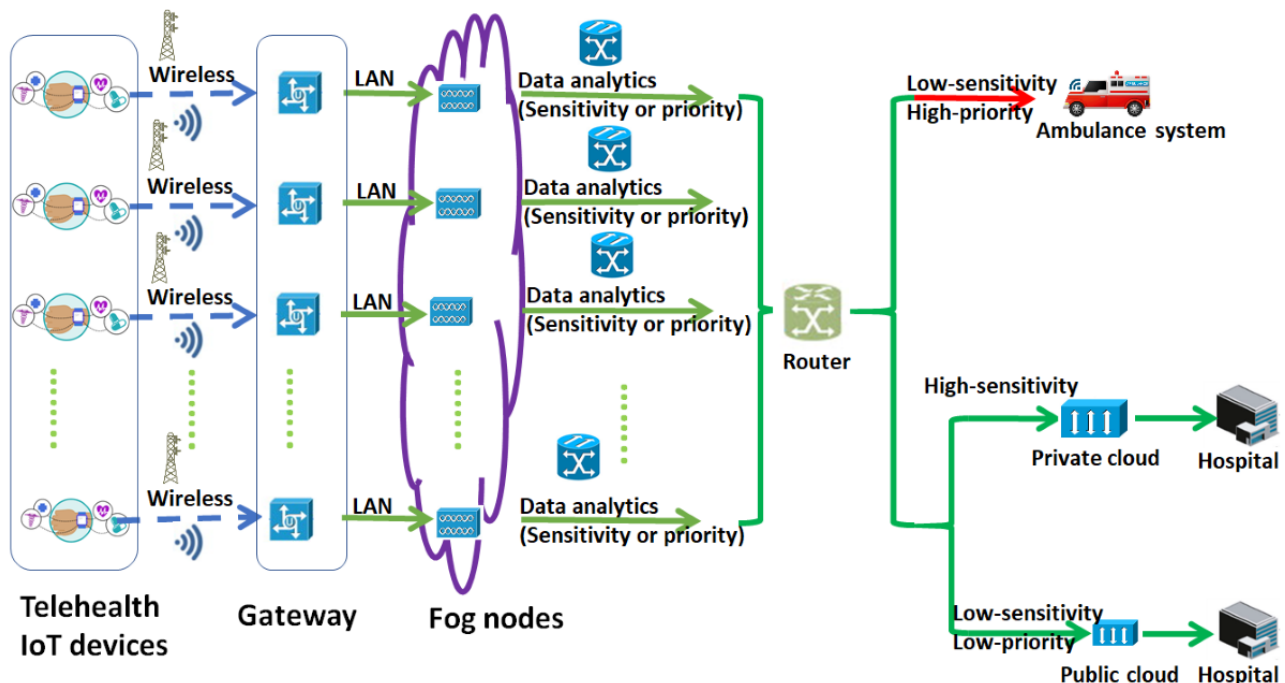 Wireless
LAN
Data analytics
(Sensitivity or priority)
Wireless
LAN
Data analytics
(Sensitivity or priority)
Wireless
LAN
Data analytics
(Sensitivity or priority)
Wireless
LAN
Data analytics
(Sensitivity or priority)
Telehealth
IoT devices
Gateway
Fog nodes
Router
Low-sensitivity
High-priority
Ambulance system
High-sensitivity
Private cloud
Hospital
Low-sensitivity
Low-priority
Public cloud
Hospital